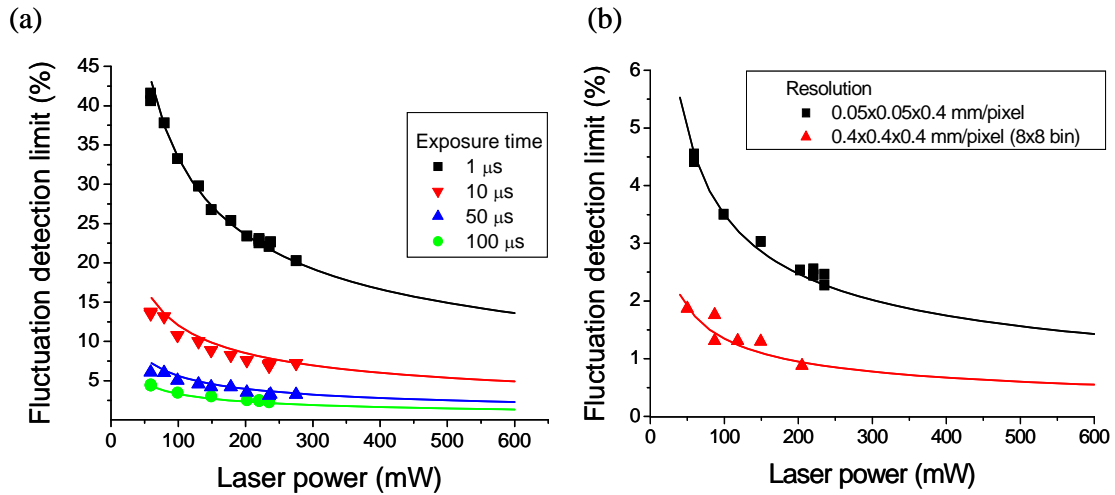 (a)
Fluctuation detection limit (%)
45
40
35
30
25
20
15
10
5
0
100
200
300
400
500
600
Laser power (mW)
Exposure time
1 μs
10 μs
50 μs
100 μs
(b)
Fluctuation detection limit (%)
6
5
4
3
2
1
0
0
100
200
300
400
500
600
Laser power (mW)
Resolution
0.05x0.05x0.4 mm/pixel
0.4x0.4x0.4 mm/pixel (8x8 bin)